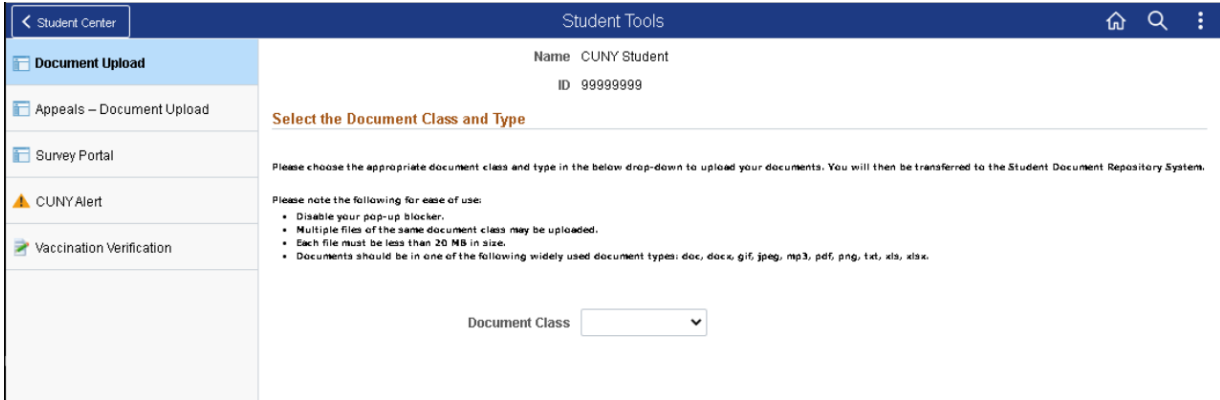 Student Center
Student Tools
Document Upload
Appeals – Document Upload
Survey Portal
CUNY Alert
Vaccination Verification
Name CUNY Student
ID 99999999
Select the Document Class and Type
Please choose the appropriate document class and type in the below drop-down to upload your documents. You will then be transferred to the Student Document Repository System.
Please note the following for ease of use:
• Disable your pop-up blocker.
• Multiple files of the same document class may be uploaded.
• Each file must be less than 20 MB in size.
• Documents should be in one of the following widely used document types: doc, docx, gif, jpeg, mp3, pdf, png, txt, xls, xlsx.
Document Class